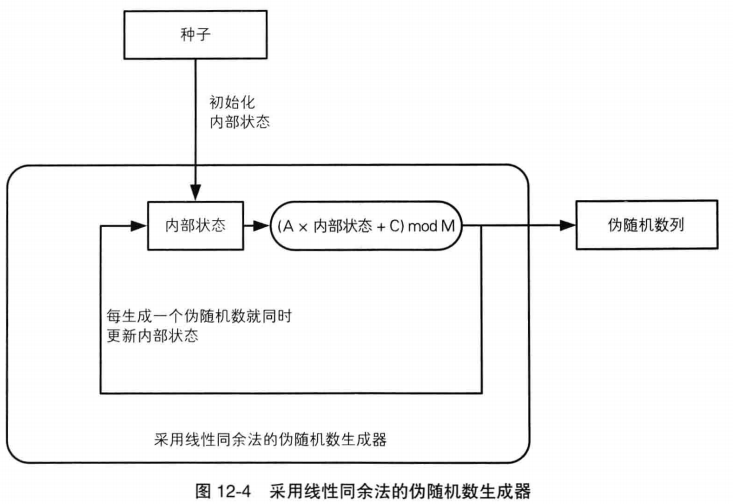 种子
初始化
内部状态
内部状态
(A × 内部状态 + C) mod M
伪随机数列
每生成一个伪随机数就同时
更新内部状态
采用线性同余法的伪随机数生成器
图 12-4 采用线性同余法的伪随机数生成器